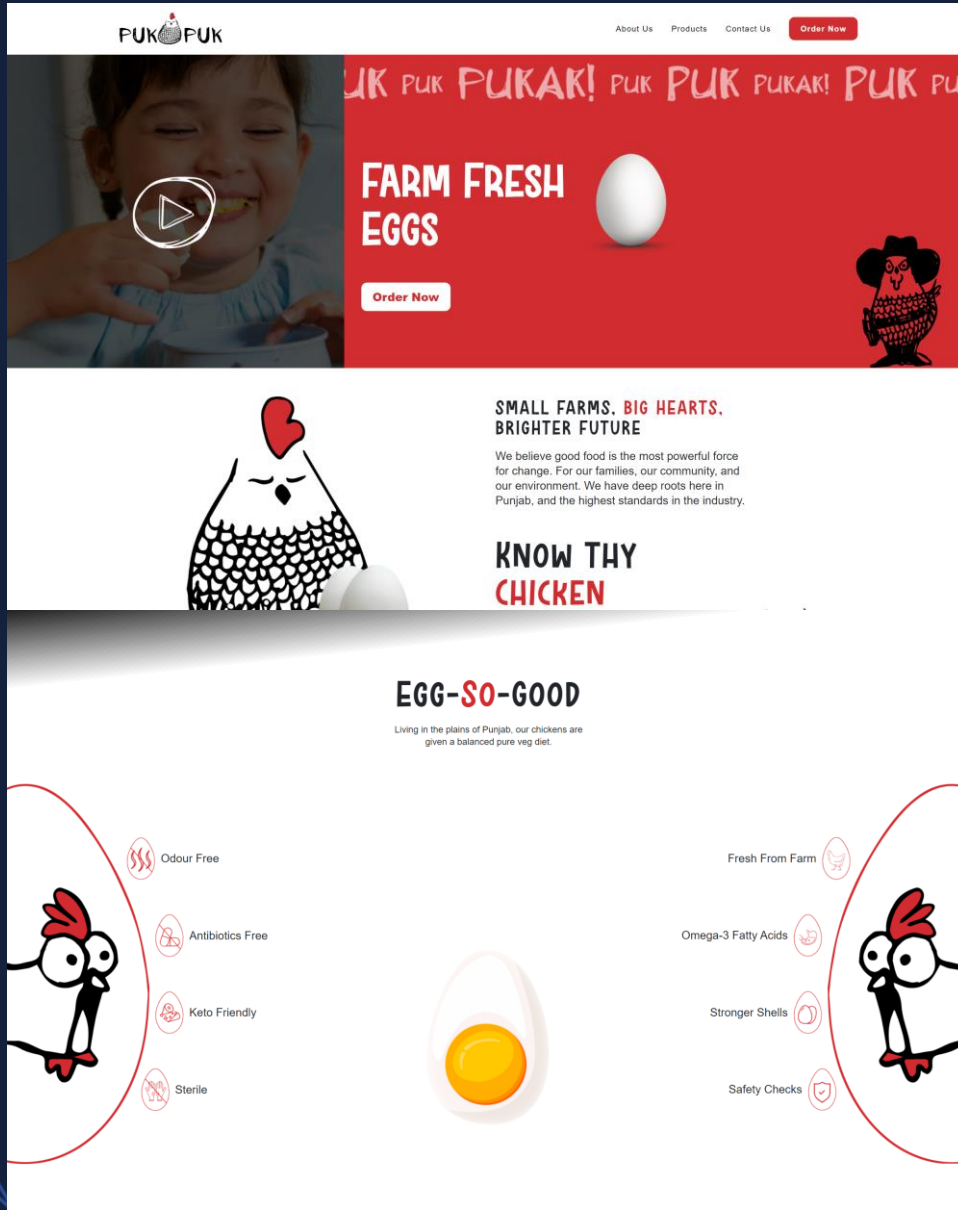 PUK PUK
About Us Products Contact Us Order Now
UK PUK PUKAK! PUK PUK PUKAK! PUK PU
FARM FRESH
EGGS
Order Now
SMALL FARMS, BIG HEARTS,
BRIGHTER FUTURE
We believe good food is the most powerful force
for change. For our families, our community, and
our environment. We have deep roots here in
Punjab, and the highest standards in the industry.
KNOW THY
CHICKEN
EGG-SO-GOOD
Living in the plains of Punjab, our chickens are
given a balanced pure veg diet.
Odour Free
Antibiotics Free
Keto Friendly
Sterile
Fresh From Farm
Omega-3 Fatty Acids
Stronger Shells
Safety Checks